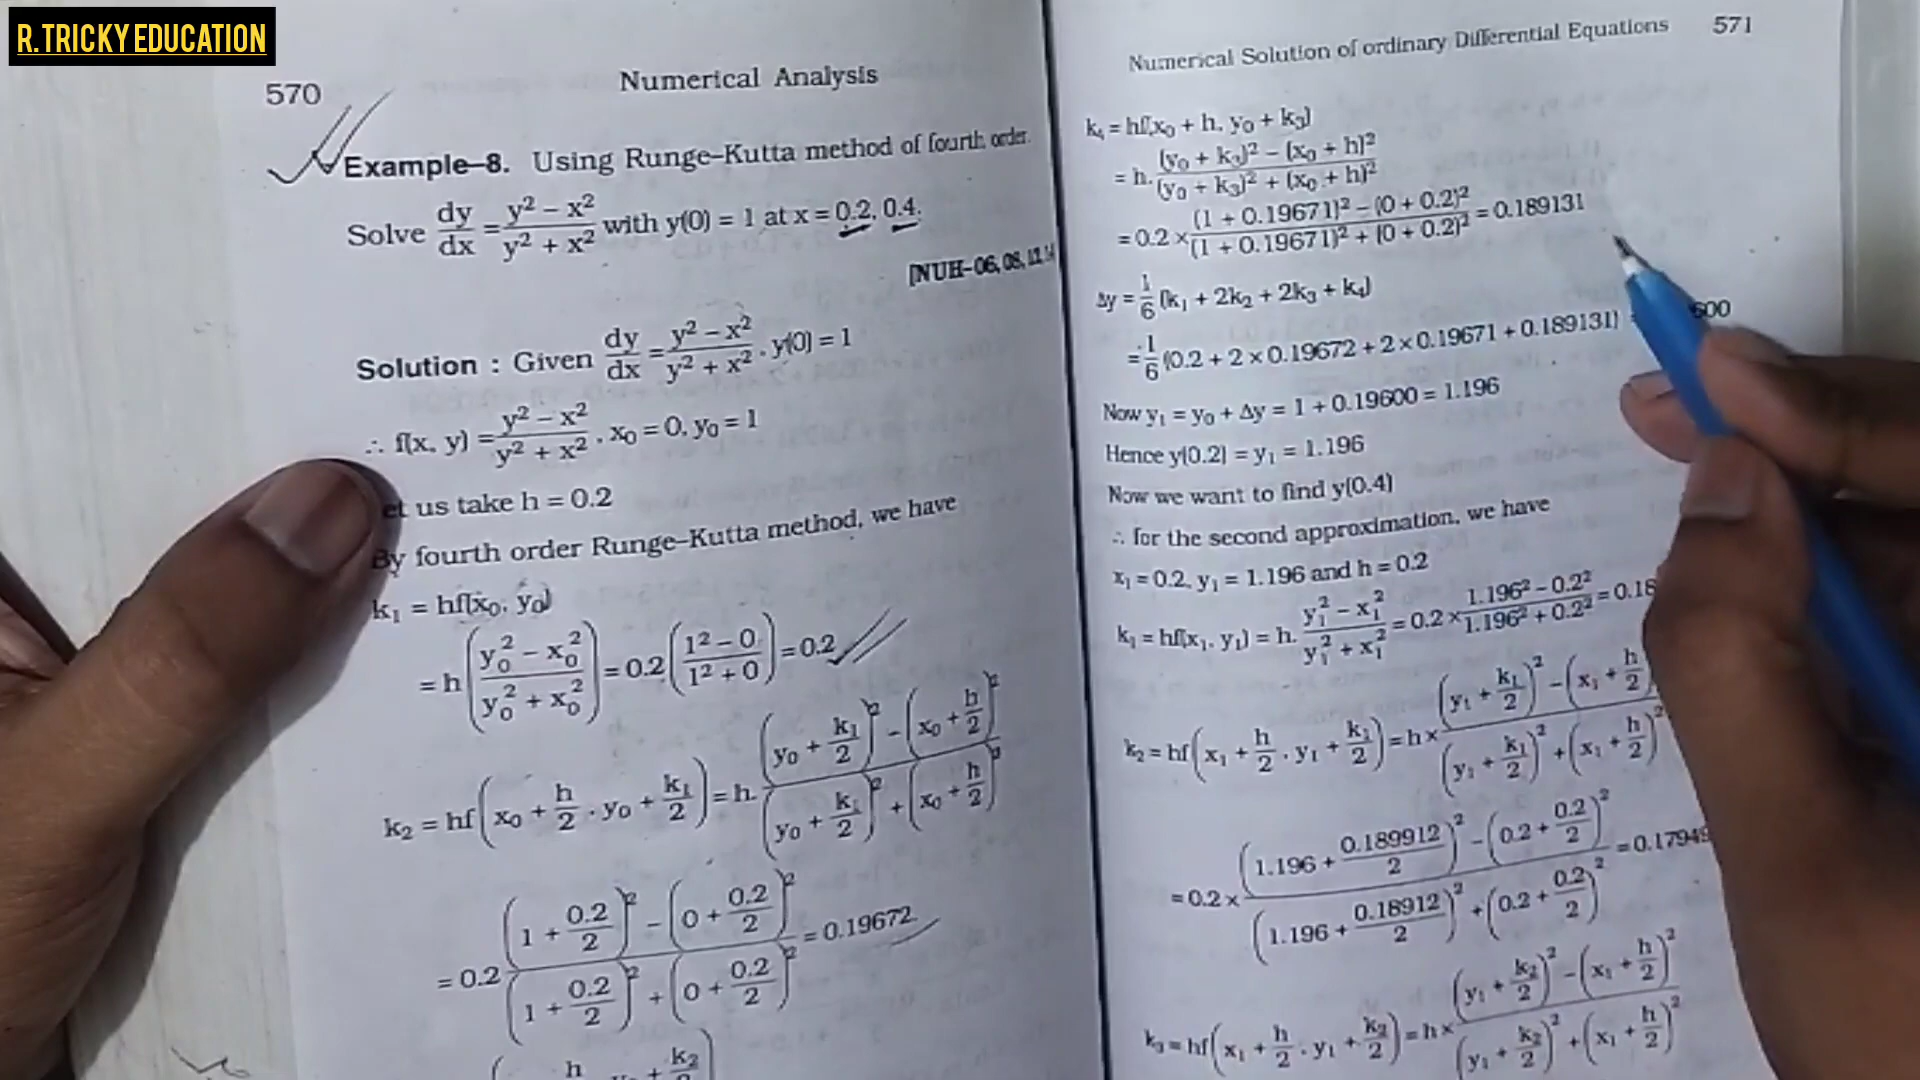 R.TRICKY EDUCATION
570
Numerical Analysis
Example–8. Using Runge–Kutta method of fourth order.
Solve dy/dx = (y² – x²)/(y² + x²) with y(0) = 1 at x = 0.2, 0.4.
[NUH–06, 08,
Solution : Given dy/dx = (y² – x²)/(y² + x²) , y(0) = 1
∴ f(x, y) = (y² – x²)/(y² + x²) , x₀ = 0, y₀ = 1
et us take h = 0.2
By fourth order Runge–Kutta method, we have
k₁ = hf(x₀, y₀)
= h((y₀² – x₀²)/(y₀² + x₀²)) = 0.2((1² – 0)/(1² + 0)) = 0.2
k₂ = hf(x₀ + h/2 , y₀ + k₁/2) = h. ((y₀ + k₁/2)² – (x₀ + h/2)²)/((y₀ + k₁/2)² + (x₀ + h/2)²)
= 0.2 ((1 + 0.2/2)² – (0 + 0.2/2)²)/((1 + 0.2/2)² + (0 + 0.2/2)²) = 0.19672
h k₂
Numerical Solution of ordinary Differential Equations 571
k₄ = hf(x₀ + h, y₀ + k₃)
= h. ((y₀ + k₃)² – (x₀ + h)²)/((y₀ + k₃)² + (x₀ + h)²)
= 0.2 × ((1 + 0.19671)² – (0 + 0.2)²)/((1 + 0.19671)² + (0 + 0.2)²) = 0.189131
Δy = 1/6 (k₁ + 2k₂ + 2k₃ + k₄)
= 1/6 (0.2 + 2 × 0.19672 + 2 × 0.19671 + 0.189131) = 600
Now y₁ = y₀ + Δy = 1 + 0.19600 = 1.196
Hence y(0.2) = y₁ = 1.196
Now we want to find y(0.4)
∴ for the second approximation, we have
x₁ = 0.2, y₁ = 1.196 and h = 0.2
k₁ = hf(x₁, y₁) = h. (y₁² – x₁²)/(y₁² + x₁²) = 0.2 × (1.196² – 0.2²)/(1.196² + 0.2²) = 0.18
k₂ = hf(x₁ + h/2 , y₁ + k₁/2) = h × ((y₁ + k₁/2)² – (x₁ + h/2)/((y₁ + k₁/2)² + (x₁ + h/2)²
= 0.2 × ((1.196 + 0.189912/2)² – (0.2 + 0.2/2)²)/((1.196 + 0.18912/2)² + (0.2 + 0.2/2)²) = 0.17949
k₃ = hf(x₁ + h/2 , y₁ + k₂/2) = h × ((y₁ + k₂/2)² – (x₁ + h/2)²)/((y₁ + k₂/2)² + (x₁ + h/2)²)